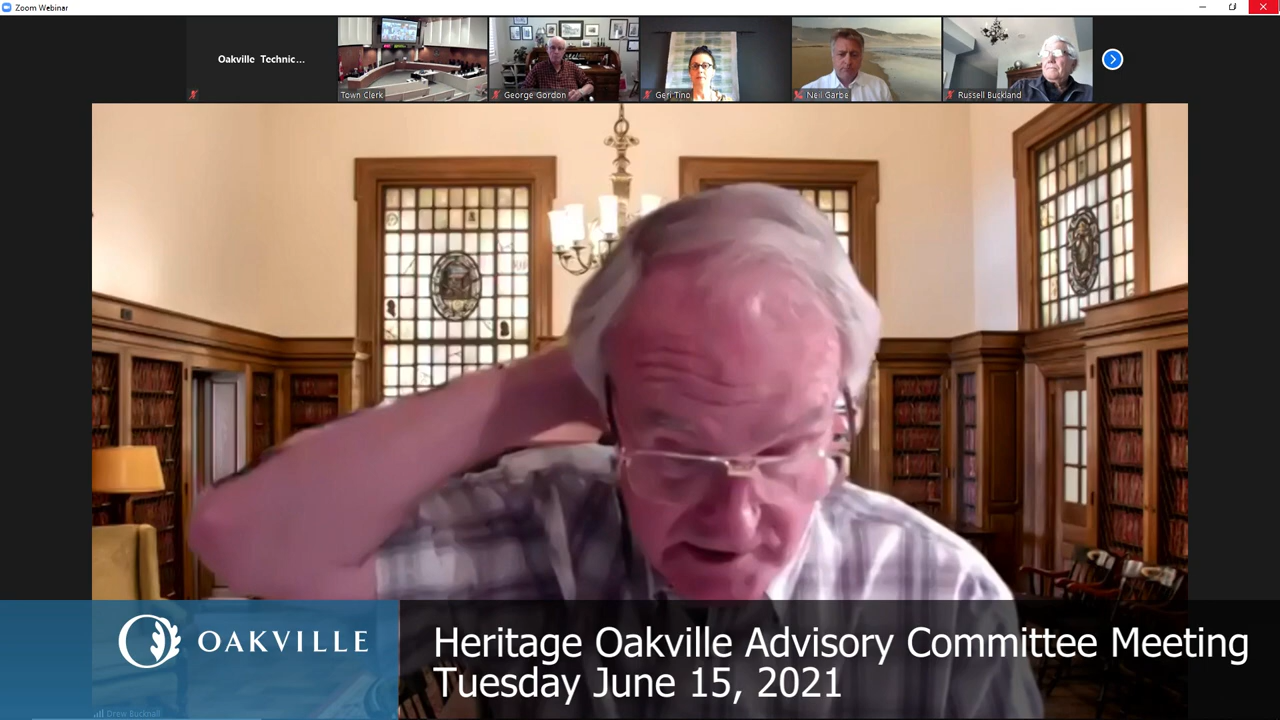 Zoom Webinar
Oakville Technic...
Town Clerk
George Gordon
Geri Tino
Neil Garbe
Russell Buckland
OAKVILLE
Heritage Oakville Advisory Committee Meeting
Tuesday June 15, 2021
Drew Bucknall